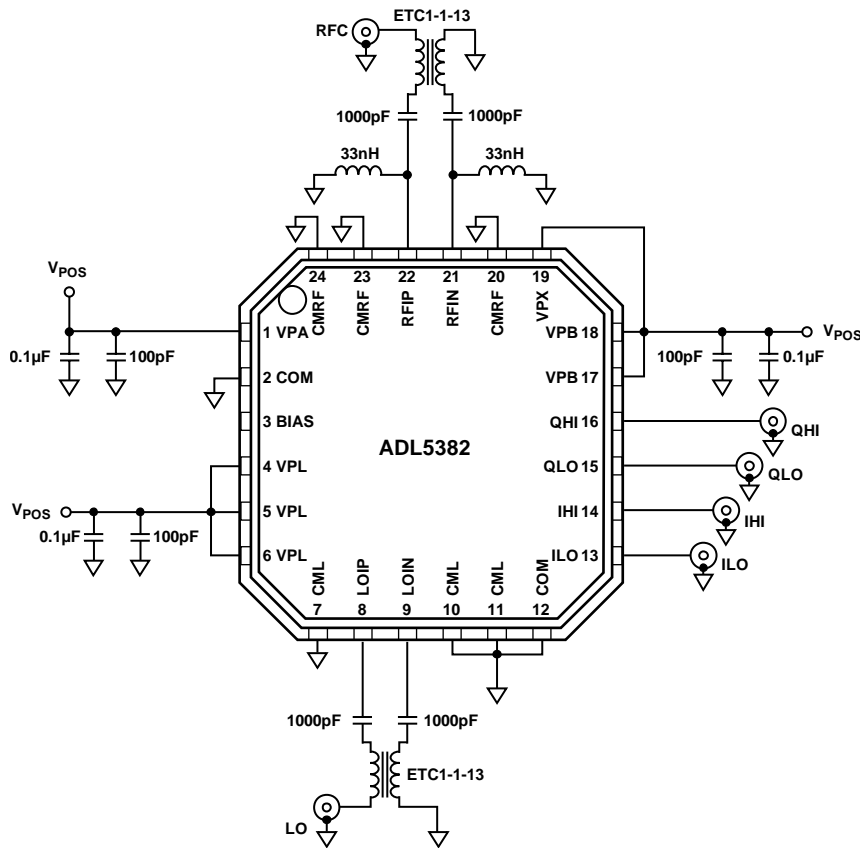 ETC1-1-13
RFC
1000pF
1000pF
33nH
33nH
VPOS
24 23 22 21 20 19
CMRF CMRF RFIP RFIN CMRF VPX
1 VPA
VPB 18
VPOS
0.1µF
100pF
100pF
0.1µF
2 COM
VPB 17
3 BIAS
QHI 16
QHI
ADL5382
4 VPL
QLO 15
QLO
VPOS
5 VPL
IHI 14
IHI
0.1µF
100pF
6 VPL
ILO 13
ILO
CML LOIP LOIN CML CML COM
7 8 9 10 11 12
1000pF
1000pF
ETC1-1-13
LO